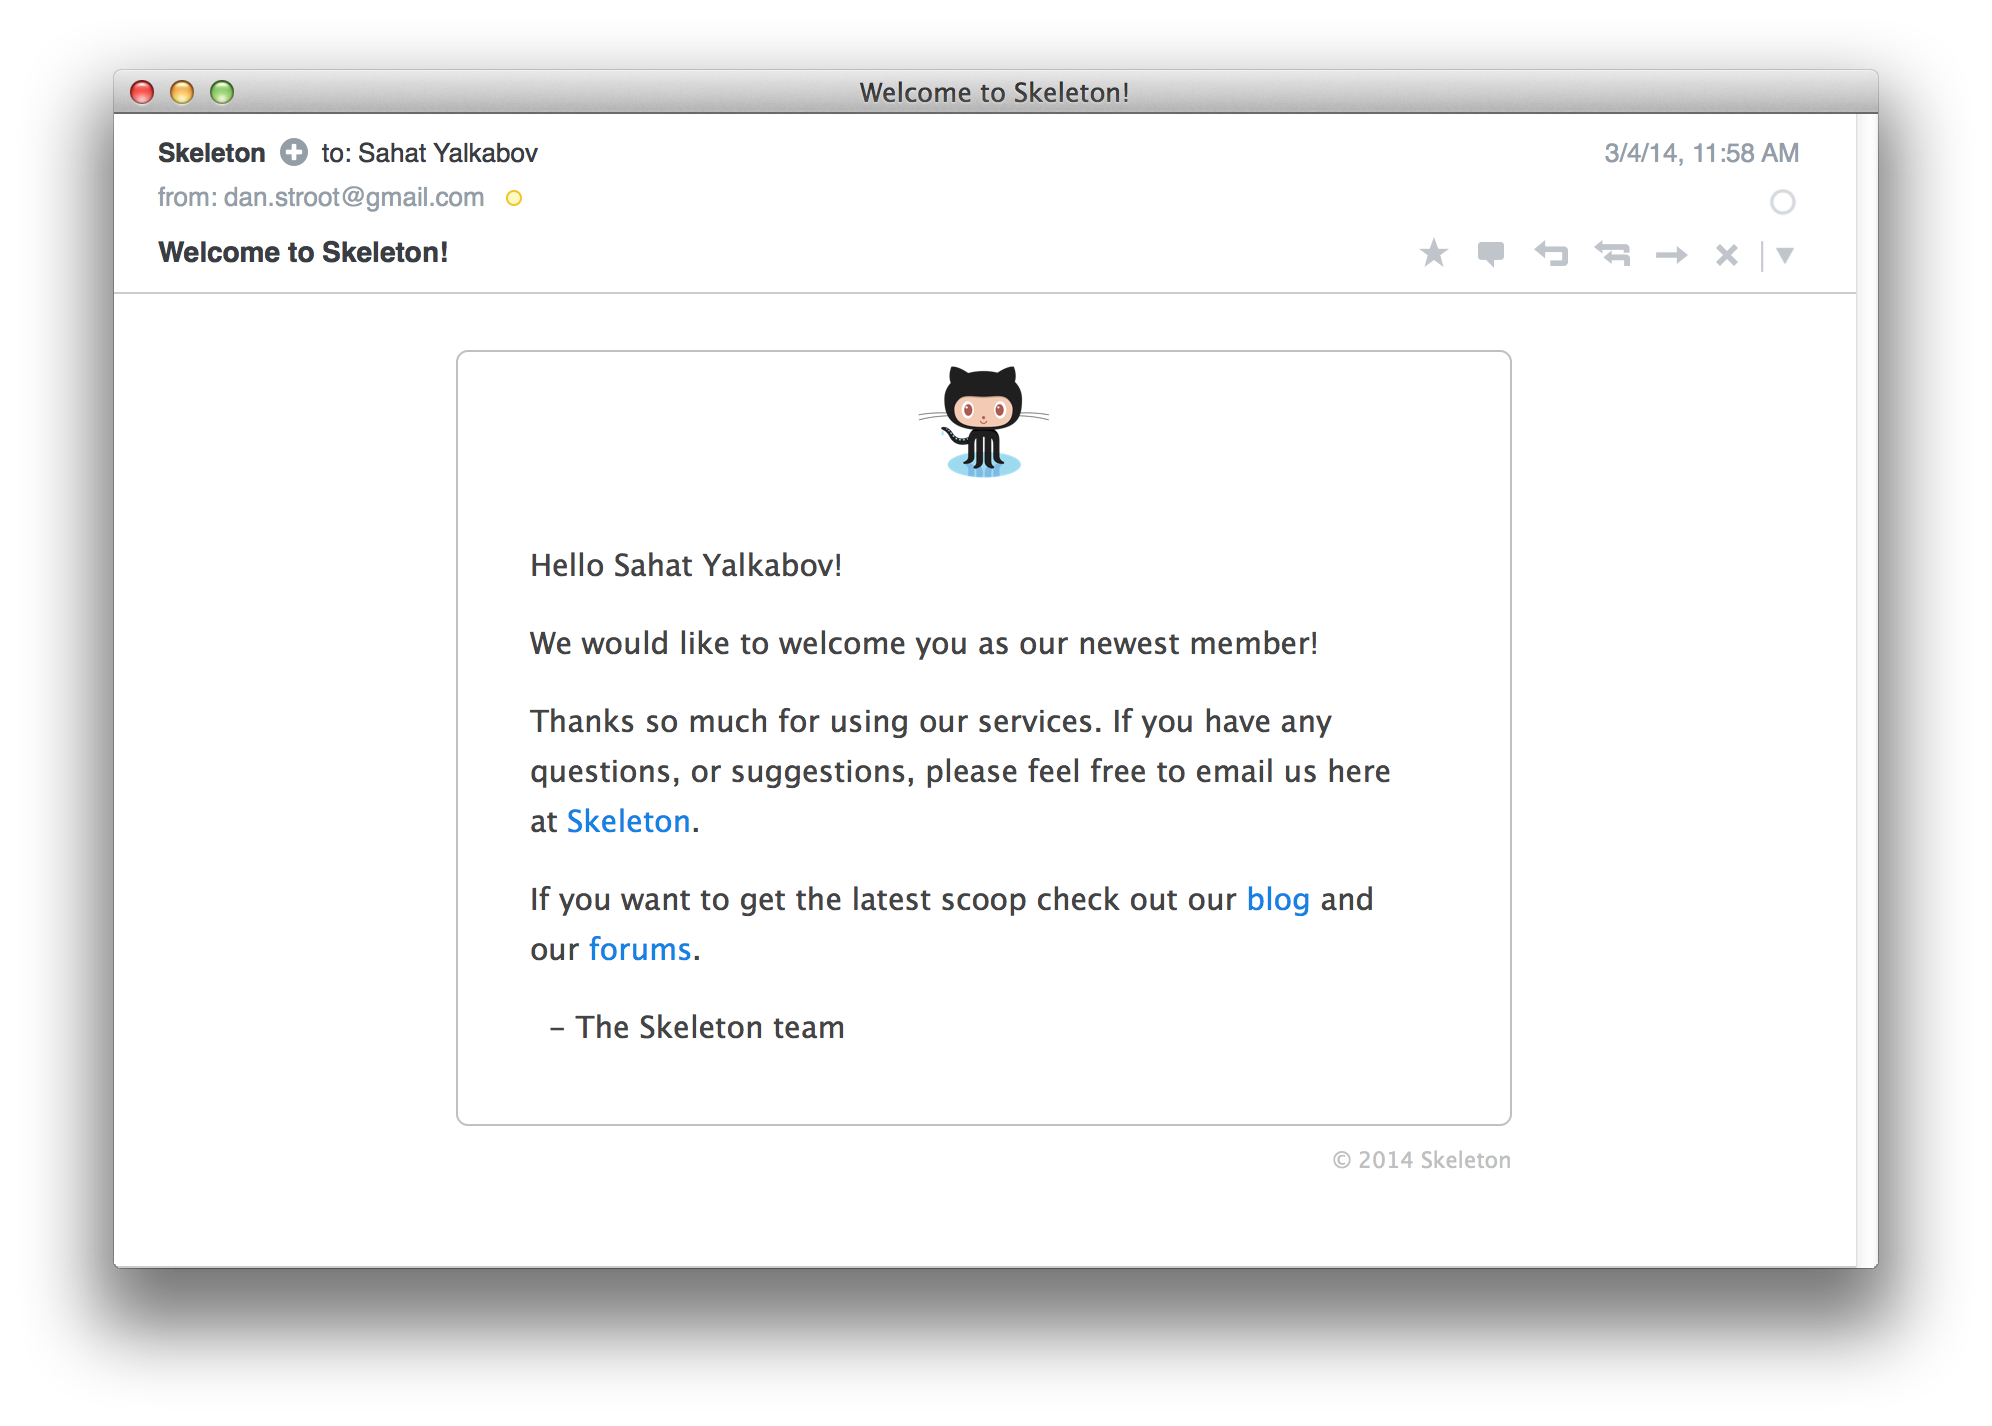 Welcome to Skeleton!
Skeleton to: Sahat Yalkabov
3/4/14, 11:58 AM
from: dan.stroot@gmail.com
Welcome to Skeleton!
Hello Sahat Yalkabov!
We would like to welcome you as our newest member!
Thanks so much for using our services. If you have any
questions, or suggestions, please feel free to email us here
at Skeleton.
If you want to get the latest scoop check out our blog and
our forums.
– The Skeleton team
© 2014 Skeleton